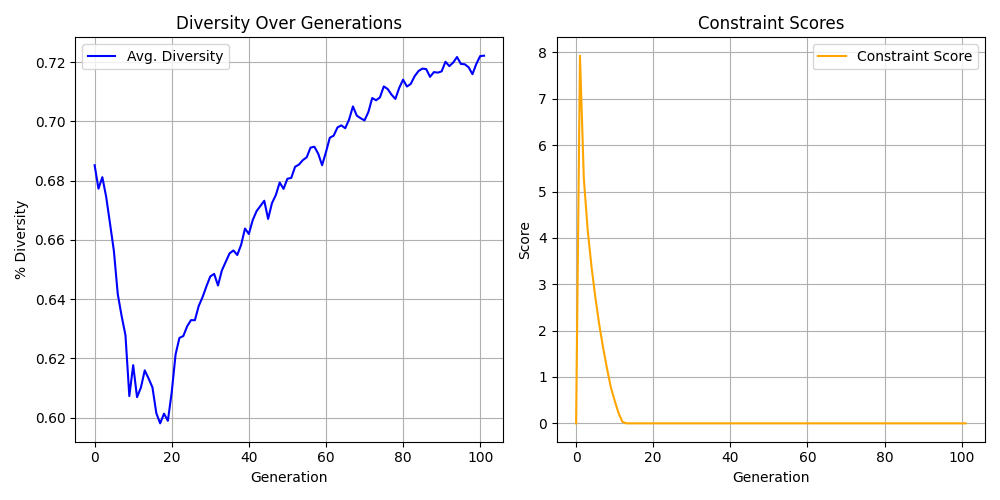 Diversity Over Generations
Avg. Diversity
% Diversity
0.72
0.70
0.68
0.66
0.64
0.62
0.60
0 20 40 60 80 100
Generation
Constraint Scores
Constraint Score
Score
8
7
6
5
4
3
2
1
0
0 20 40 60 80 100
Generation